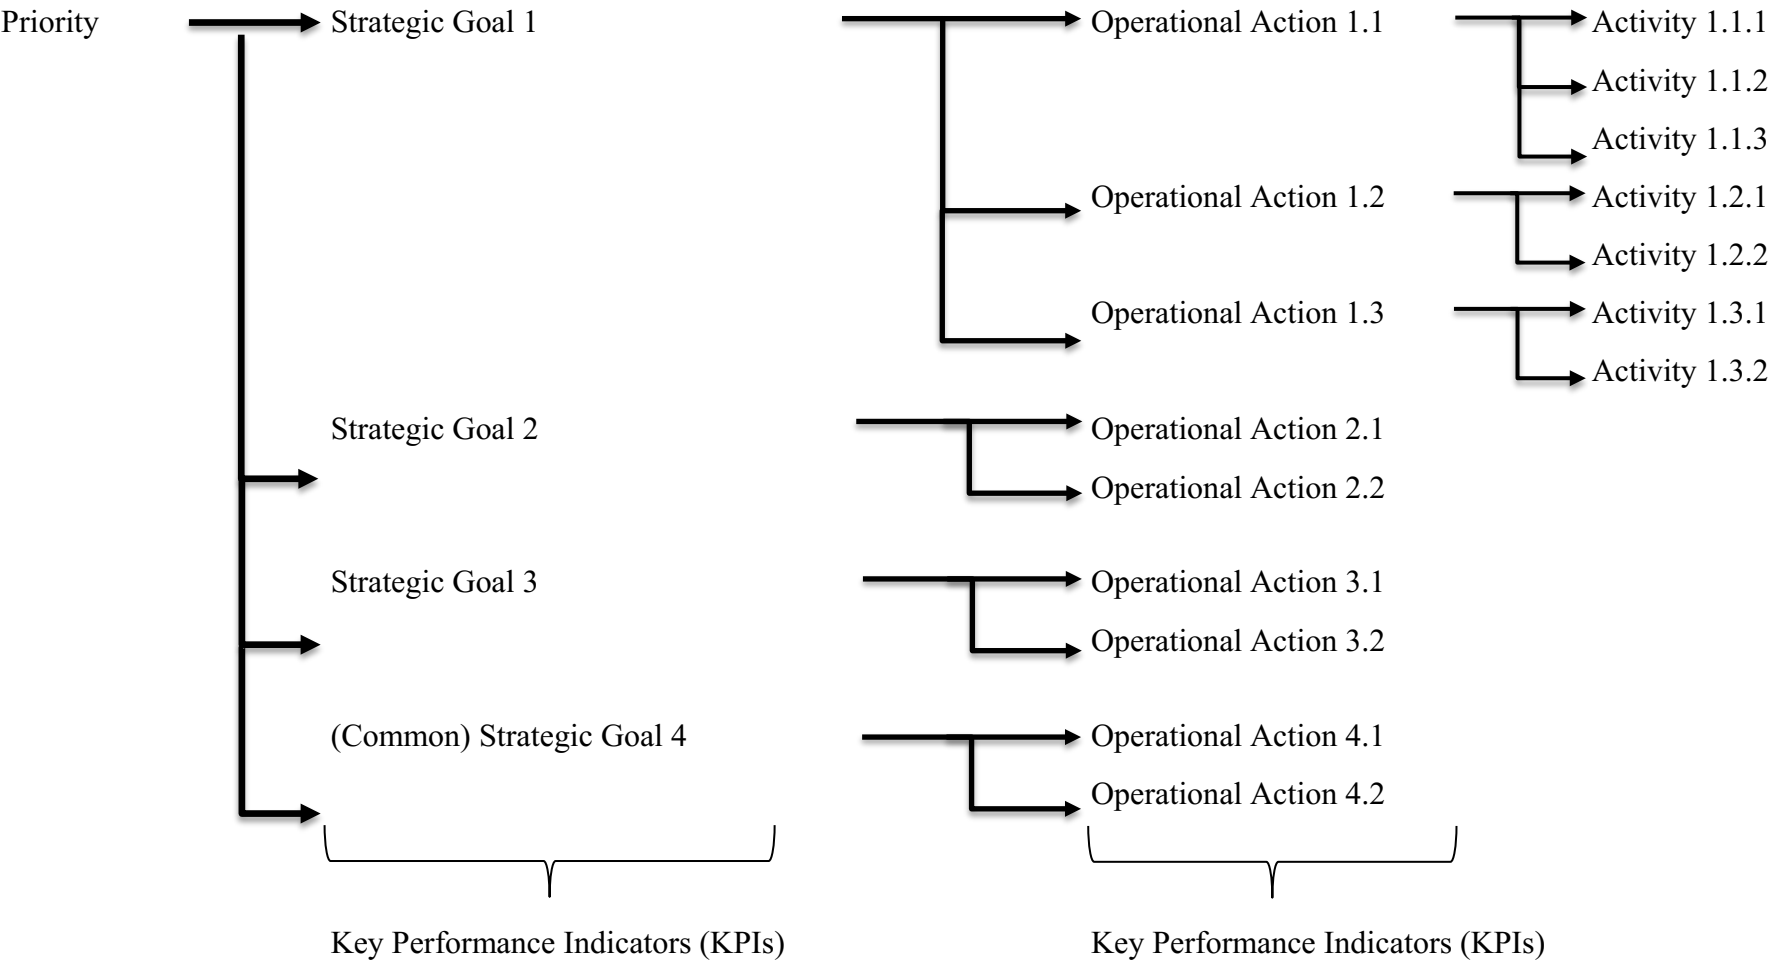 Priority Strategic Goal 1 Operational Action 1.1 Activity 1.1.1
Activity 1.1.2
Activity 1.1.3
Operational Action 1.2 Activity 1.2.1
Activity 1.2.2
Operational Action 1.3 Activity 1.3.1
Activity 1.3.2
Strategic Goal 2 Operational Action 2.1
Operational Action 2.2
Strategic Goal 3 Operational Action 3.1
Operational Action 3.2
(Common) Strategic Goal 4 Operational Action 4.1
Operational Action 4.2
Key Performance Indicators (KPIs) Key Performance Indicators (KPIs)